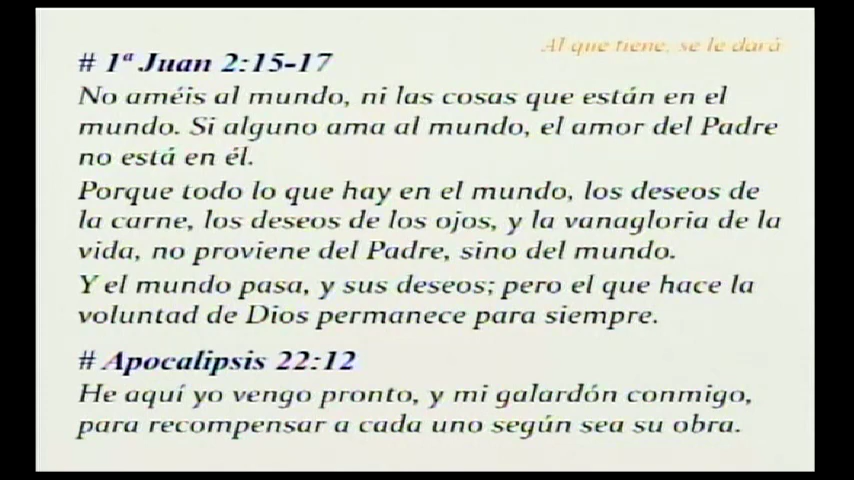 Al que tiene, se le dará
# 1ª Juan 2:15-17
No améis al mundo, ni las cosas que están en el
mundo. Si alguno ama al mundo, el amor del Padre
no está en él.
Porque todo lo que hay en el mundo, los deseos de
la carne, los deseos de los ojos, y la vanagloria de la
vida, no proviene del Padre, sino del mundo.
Y el mundo pasa, y sus deseos; pero el que hace la
voluntad de Dios permanece para siempre.
# Apocalipsis 22:12
He aquí yo vengo pronto, y mi galardón conmigo,
para recompensar a cada uno según sea su obra.